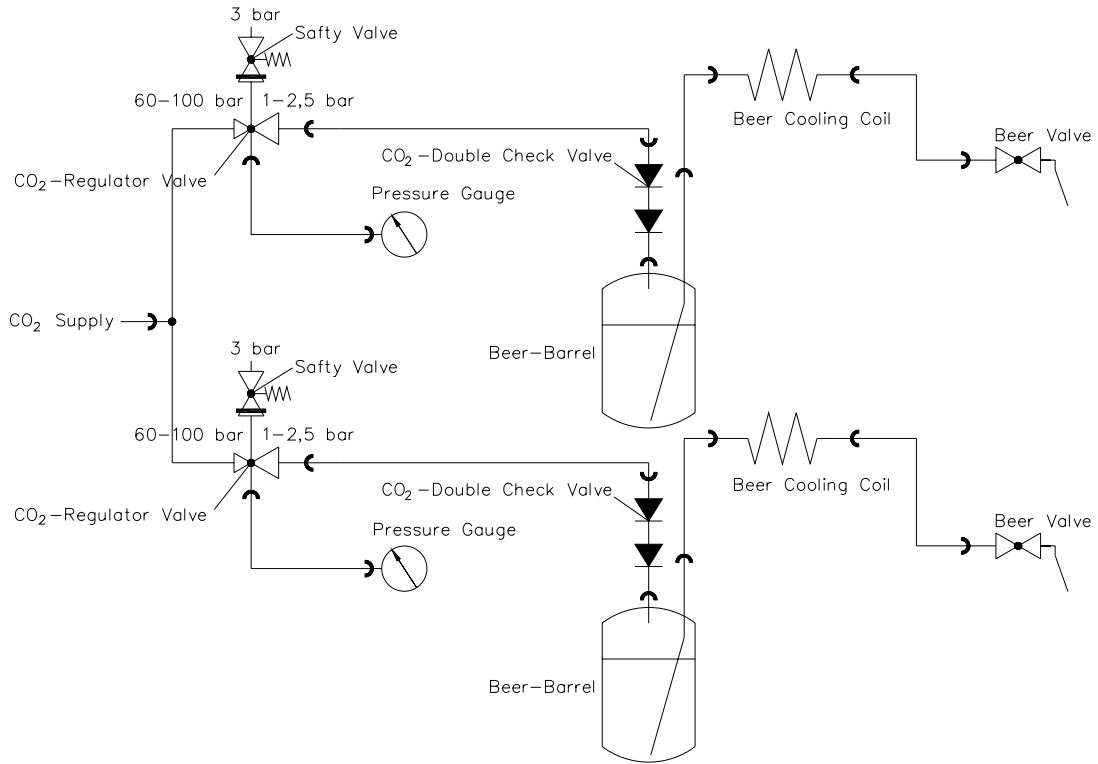 3 bar
Safty Valve
60-100 bar
1-2,5 bar
Beer Cooling Coil
Beer Valve
CO₂-Double Check Valve
CO₂-Regulator Valve
Pressure Gauge
CO₂ Supply
Beer-Barrel
3 bar
Safty Valve
60-100 bar
1-2,5 bar
CO₂-Double Check Valve
Beer Cooling Coil
CO₂-Regulator Valve
Beer Valve
Pressure Gauge
Beer-Barrel